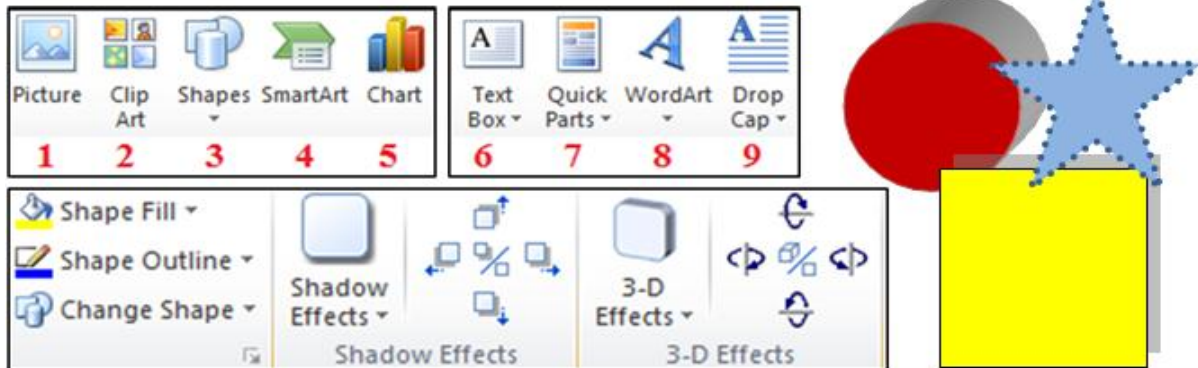 Picture Clip Art Shapes SmartArt Chart
1 2 3 4 5
A A
Text Box Quick Parts WordArt Drop Cap
6 7 8 9
Shape Fill
Shape Outline
Change Shape
Shadow Effects
Shadow Effects
3-D Effects
3-D Effects